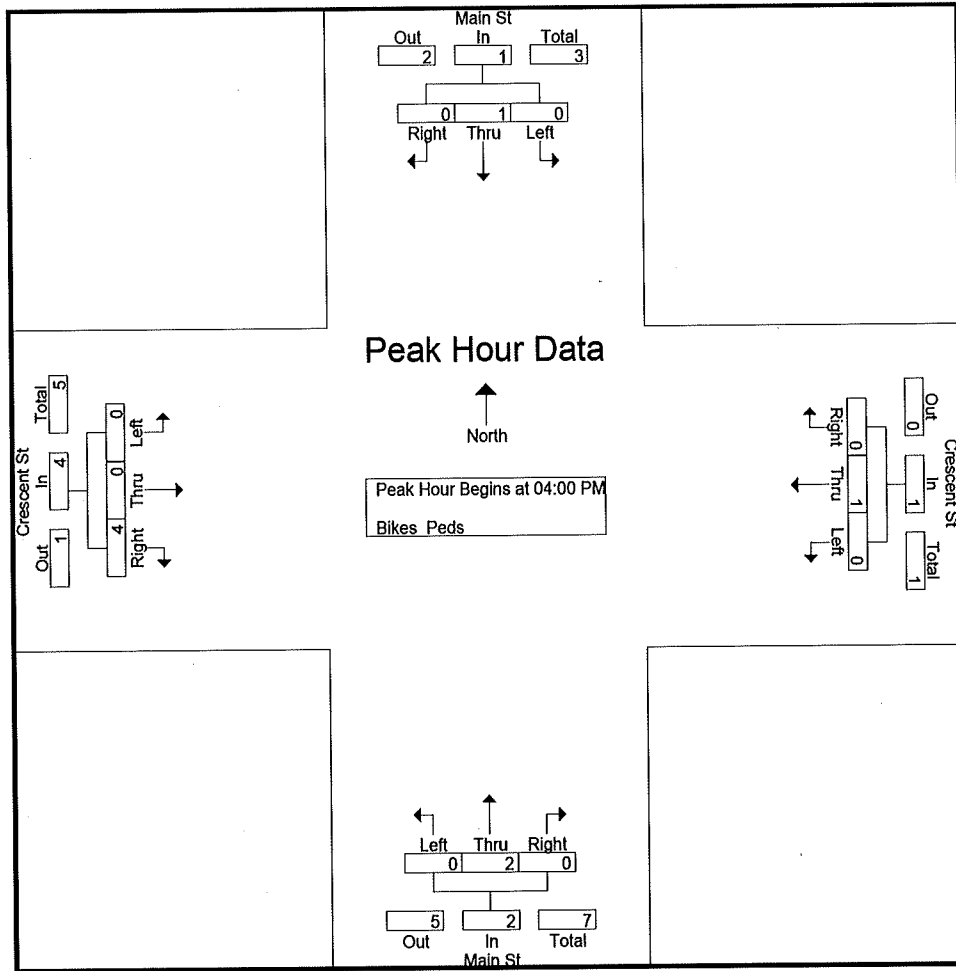 Main St
Out In Total
2 1 3
0 1 0
Right Thru Left
Peak Hour Data
North
Peak Hour Begins at 04:00 PM
Bikes Peds
Crescent St
Total In Out
5 4 1
0 0 4
Left Thru Right
Right Thru Left
0 1 0
Out In Total
0 1 1
Crescent St
Left Thru Right
0 2 0
5 2 7
Out In Total
Main St